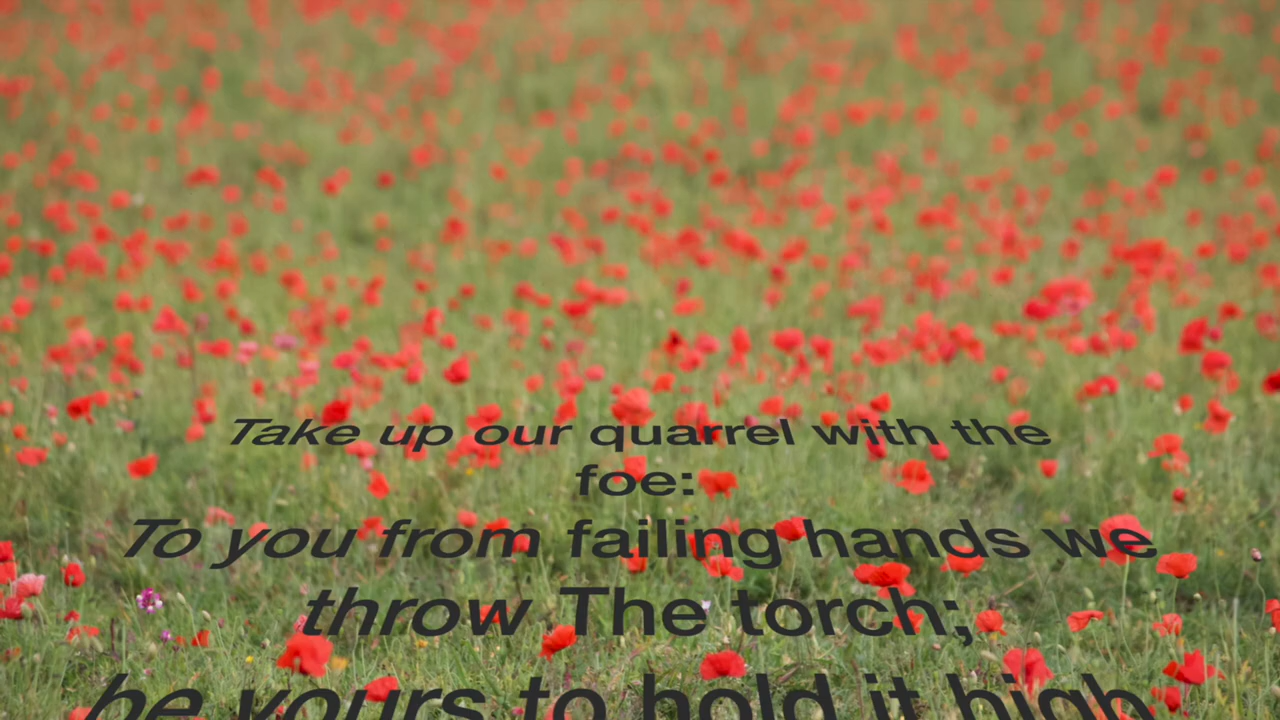 Take up our quarrel with the
foe:
To you from failing hands we
throw The torch;
be yours to hold it high